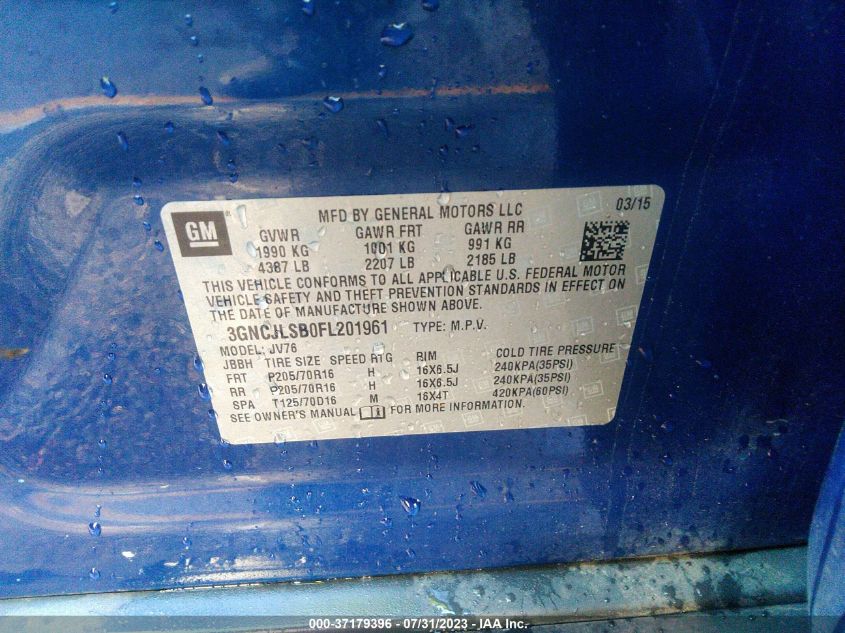 GM
MFD BY GENERAL MOTORS LLC 03/15
GVWR GAWR FRT GAWR RR
1990 KG 1001 KG 991 KG
4387 LB 2207 LB 2185 LB
THIS VEHICLE CONFORMS TO ALL APPLICABLE U.S. FEDERAL MOTOR
VEHICLE SAFETY AND THEFT PREVENTION STANDARDS IN EFFECT ON
THE DATE OF MANUFACTURE SHOWN ABOVE.
3GNCJLSB0FL201961 TYPE: M.P.V.
MODEL: JV76
JBBH TIRE SIZE SPEED RTG RIM COLD TIRE PRESSURE
FRT P205/70R16 H 16X6.5J 240KPA(35PSI)
RR P205/70R16 H 16X6.5J 240KPA(35PSI)
SPA T125/70D16 M 16X4T 420KPA(60PSI)
SEE OWNER'S MANUAL FOR MORE INFORMATION.
000-37179396 - 07/31/2023 - IAA Inc.